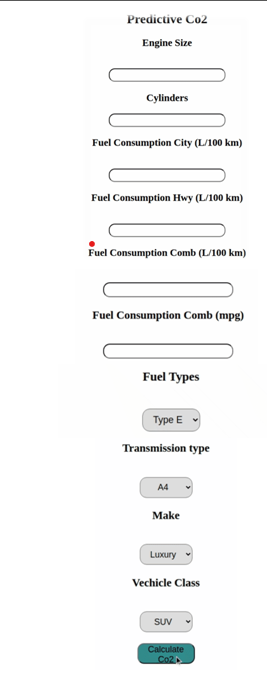 Predictive Co2
Engine Size
Cylinders
Fuel Consumption City (L/100 km)
Fuel Consumption Hwy (L/100 km)
Fuel Consumption Comb (L/100 km)
Fuel Consumption Comb (mpg)
Fuel Types
Type E
Transmission type
A4
Make
Luxury
Vechicle Class
SUV
Calculate
Co2